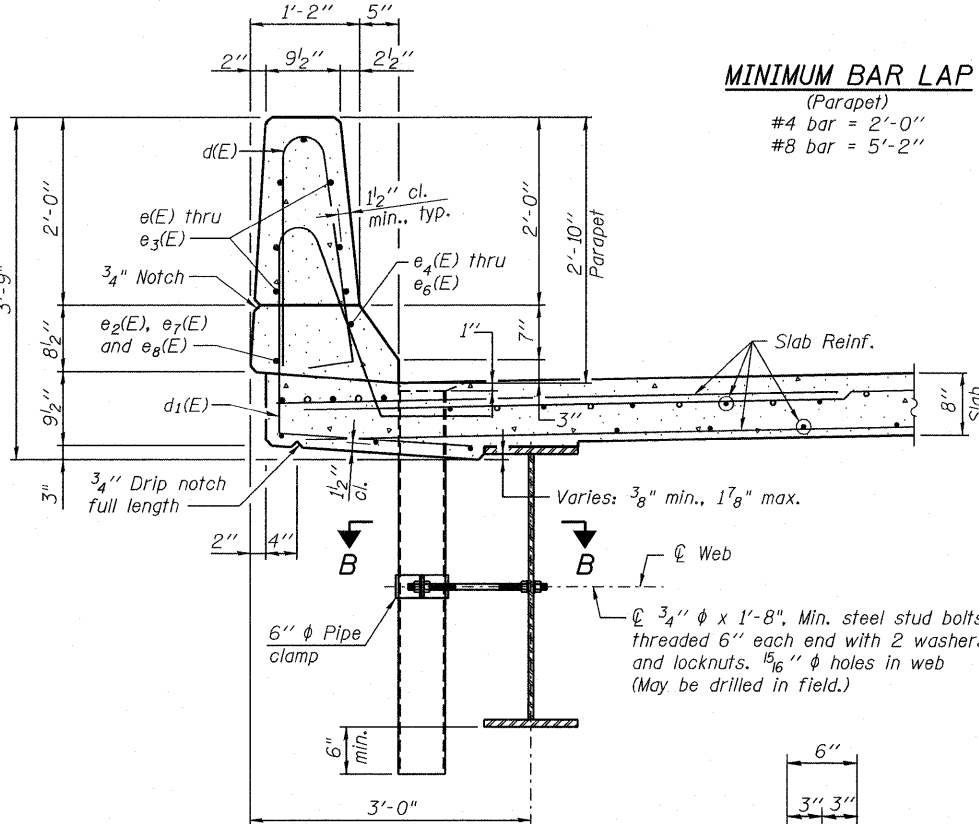 1'-2" 5"
2" 9½" 2½"
MINIMUM BAR LAP
(Parapet)
#4 bar = 2'-0"
#8 bar = 5'-2"
d(E)
1½" cl.
min., typ.
2'-0"
2'-0"
2'-10"
Parapet
e(E) thru
e₃(E)
e₄(E) thru
e₆(E)
3'-9"
¾" Notch
8½"
e₂(E), e₇(E)
and e₈(E)
1"
7"
Slab Reinf.
9½"
d₁(E)
3"
8"
Slab
3"
¾" Drip notch
full length
1½"
cl.
Varies: ⅜" min., 1⅞" max.
2" 4"
B B
℄ Web
6" ϕ Pipe
clamp
℄ ¾" ϕ x 1'-8", Min. steel stud bolts
threaded 6" each end with 2 washers
and locknuts. 15/16" ϕ holes in web
(May be drilled in field.)
6"
min.
3'-0"
6"
3" 3"